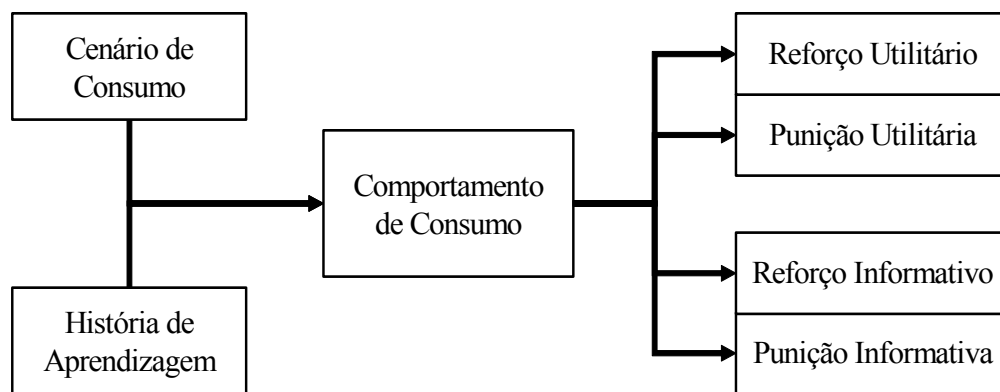 Cenário de
Consumo
História de
Aprendizagem
Comportamento
de Consumo
Reforço Utilitário
Punição Utilitária
Reforço Informativo
Punição Informativa